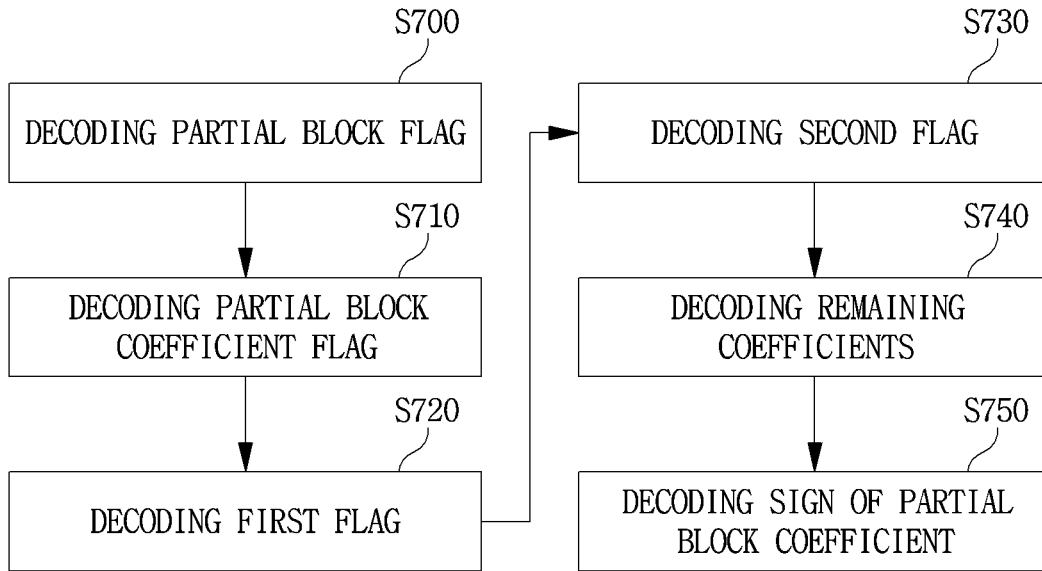 S700
DECODING PARTIAL BLOCK FLAG
S710
DECODING PARTIAL BLOCK
COEFFICIENT FLAG
S720
DECODING FIRST FLAG
S730
DECODING SECOND FLAG
S740
DECODING REMAINING
COEFFICIENTS
S750
DECODING SIGN OF PARTIAL
BLOCK COEFFICIENT